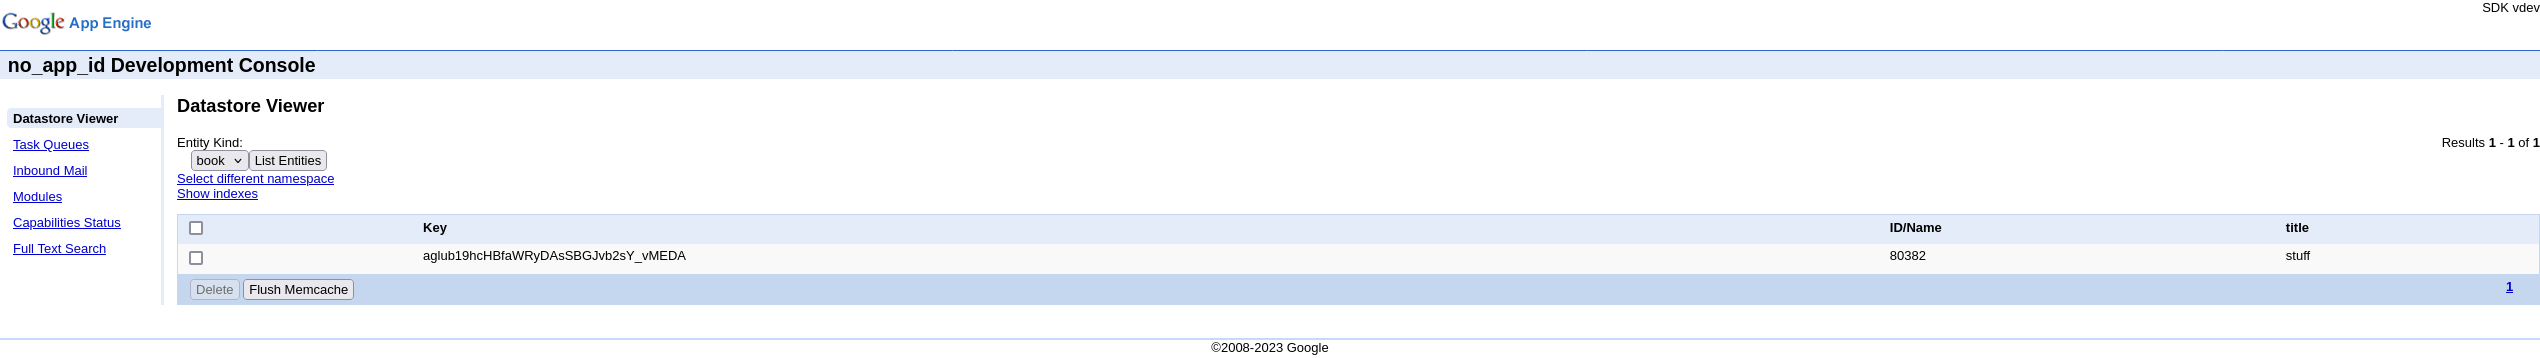 Google App Engine
SDK vdev
no_app_id Development Console
Datastore Viewer
Task Queues
Inbound Mail
Modules
Capabilities Status
Full Text Search
Datastore Viewer
Entity Kind:
Results 1 - 1 of 1
book List Entities
Select different namespace
Show indexes
Key ID/Name title
aglub19hcHBfaWRyDAsSBGJvb2sY_vMEDA 80382 stuff
Delete Flush Memcache 1
©2008-2023 Google